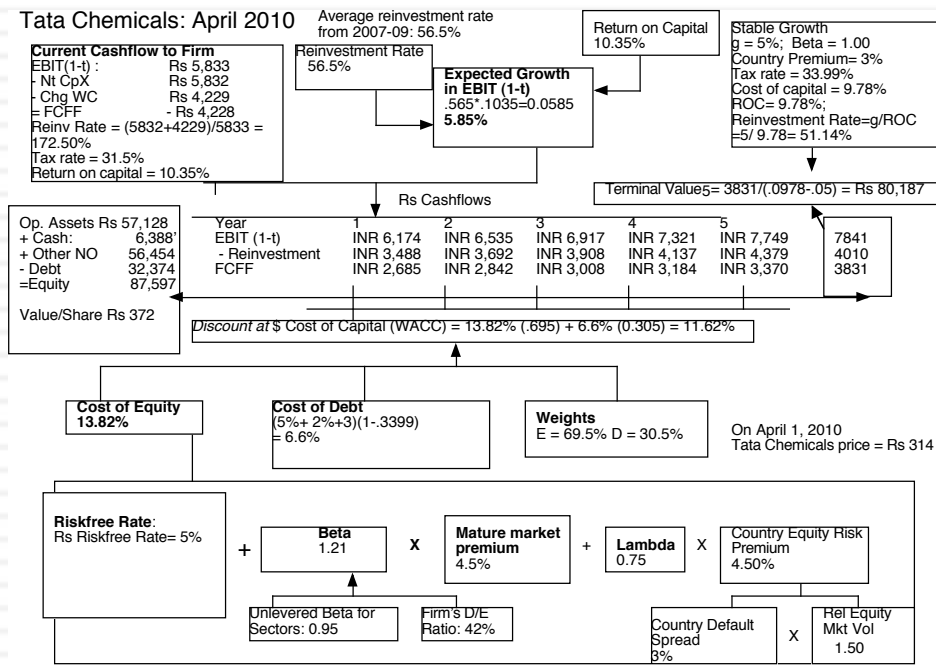 Tata Chemicals: April 2010
Average reinvestment rate
from 2007-09: 56.5%
Current Cashflow to Firm
EBIT(1-t) : Rs 5,833
- Nt CpX Rs 5,832
- Chg WC Rs 4,229
= FCFF - Rs 4,228
Reinv Rate = (5832+4229)/5833 =
172.50%
Tax rate = 31.5%
Return on capital = 10.35%
Reinvestment Rate
56.5%
Expected Growth
in EBIT (1-t)
.565*.1035=0.0585
5.85%
Return on Capital
10.35%
Stable Growth
g = 5%; Beta = 1.00
Country Premium= 3%
Tax rate = 33.99%
Cost of capital = 9.78%
ROC= 9.78%;
Reinvestment Rate=g/ROC
=5/ 9.78= 51.14%
Terminal Value5= 3831/(.0978-.05) = Rs 80,187
Rs Cashflows
Op. Assets Rs 57,128
+ Cash: 6,388'
+ Other NO 56,454
- Debt 32,374
=Equity 87,597
Value/Share Rs 372
Year 1 2 3 4 5
EBIT (1-t) INR 6,174 INR 6,535 INR 6,917 INR 7,321 INR 7,749 7841
- Reinvestment INR 3,488 INR 3,692 INR 3,908 INR 4,137 INR 4,379 4010
FCFF INR 2,685 INR 2,842 INR 3,008 INR 3,184 INR 3,370 3831
Discount at $ Cost of Capital (WACC) = 13.82% (.695) + 6.6% (0.305) = 11.62%
Cost of Equity
13.82%
Cost of Debt
(5%+ 2%+3)(1-.3399)
= 6.6%
Weights
E = 69.5% D = 30.5%
On April 1, 2010
Tata Chemicals price = Rs 314
Riskfree Rate:
Rs Riskfree Rate= 5%
+
Beta
1.21
X
Mature market
premium
4.5%
+
Lambda
0.75
X
Country Equity Risk
Premium
4.50%
Unlevered Beta for
Sectors: 0.95
Firm's D/E
Ratio: 42%
Country Default
Spread
3%
X
Rel Equity
Mkt Vol
1.50